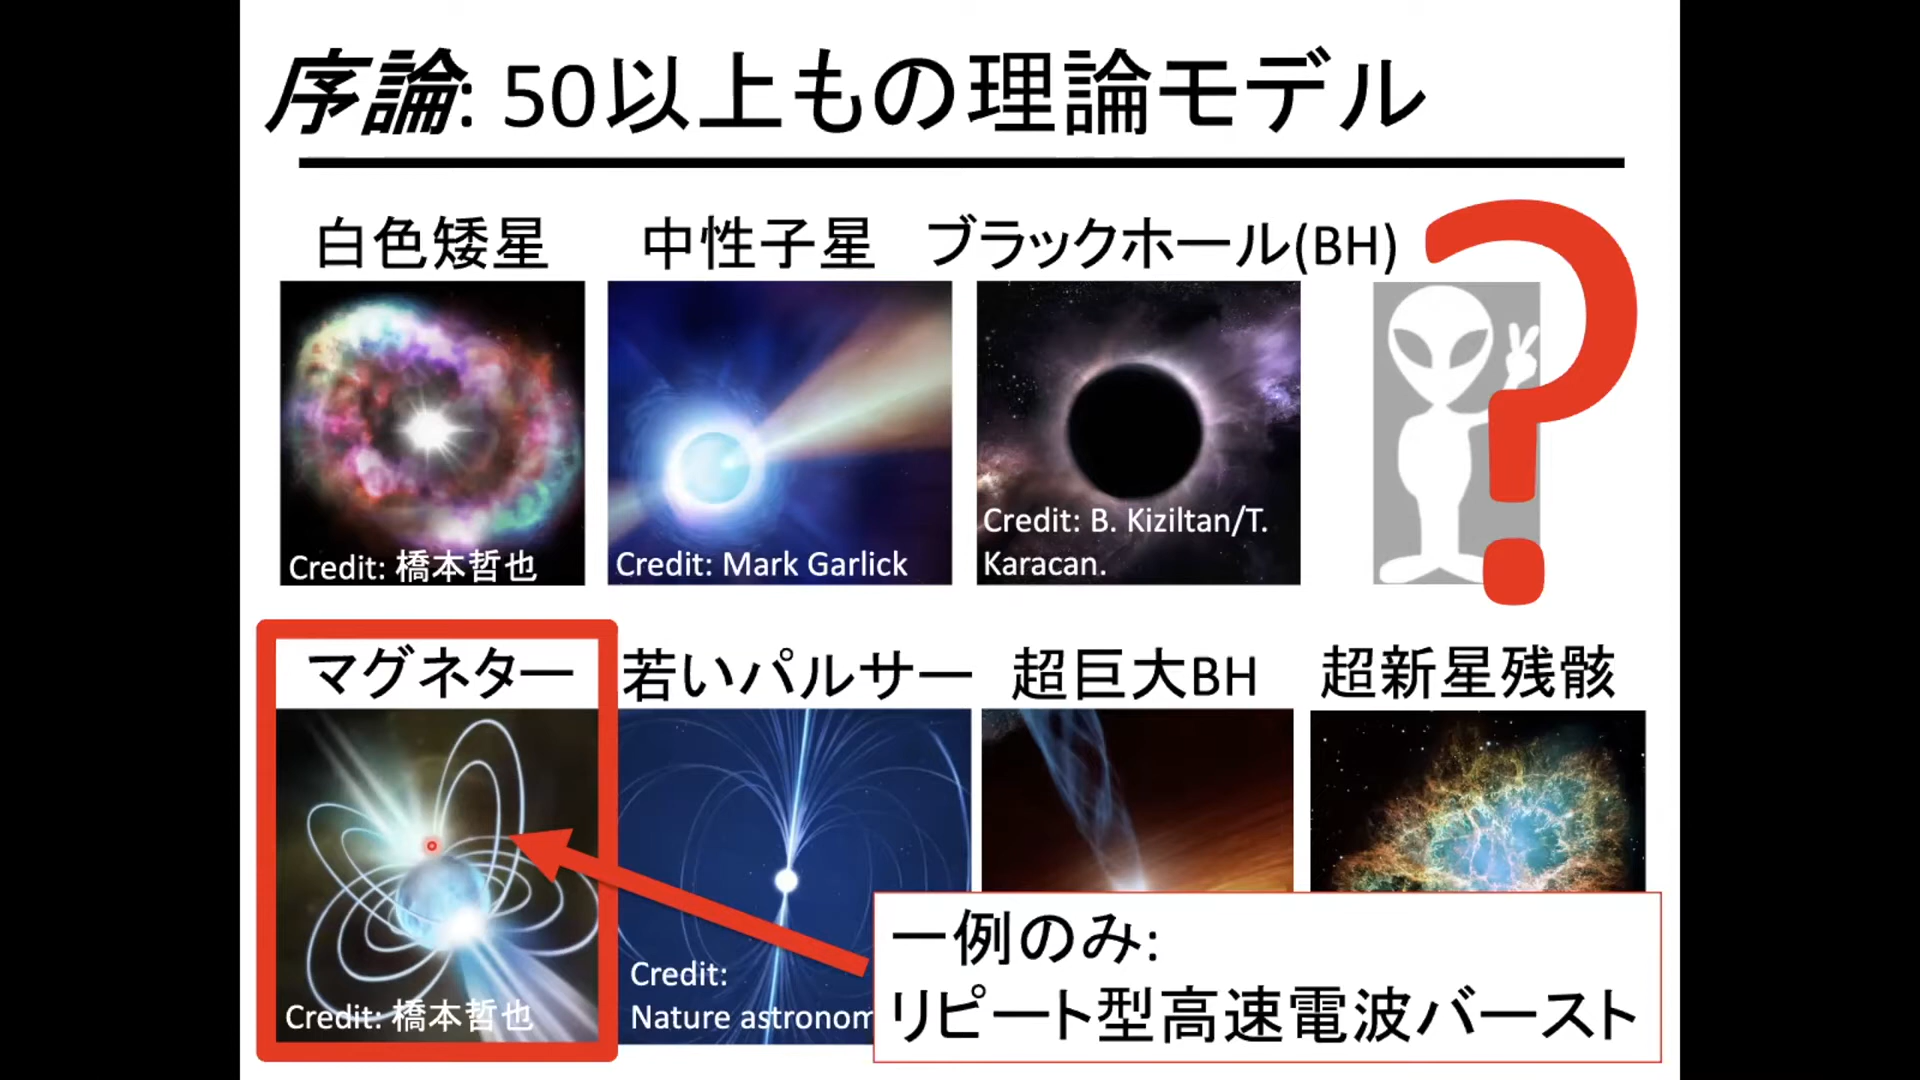 序論: 50以上もの理論モデル
白色矮星
中性子星
ブラックホール(BH)
Credit: 橋本哲也
Credit: Mark Garlick
Credit: B. Kiziltan/T.
Karacan.
?
マグネター
若いパルサー
超巨大BH
超新星残骸
Credit: 橋本哲也
Credit:
Nature astronom
一例のみ:
リピート型高速電波バースト